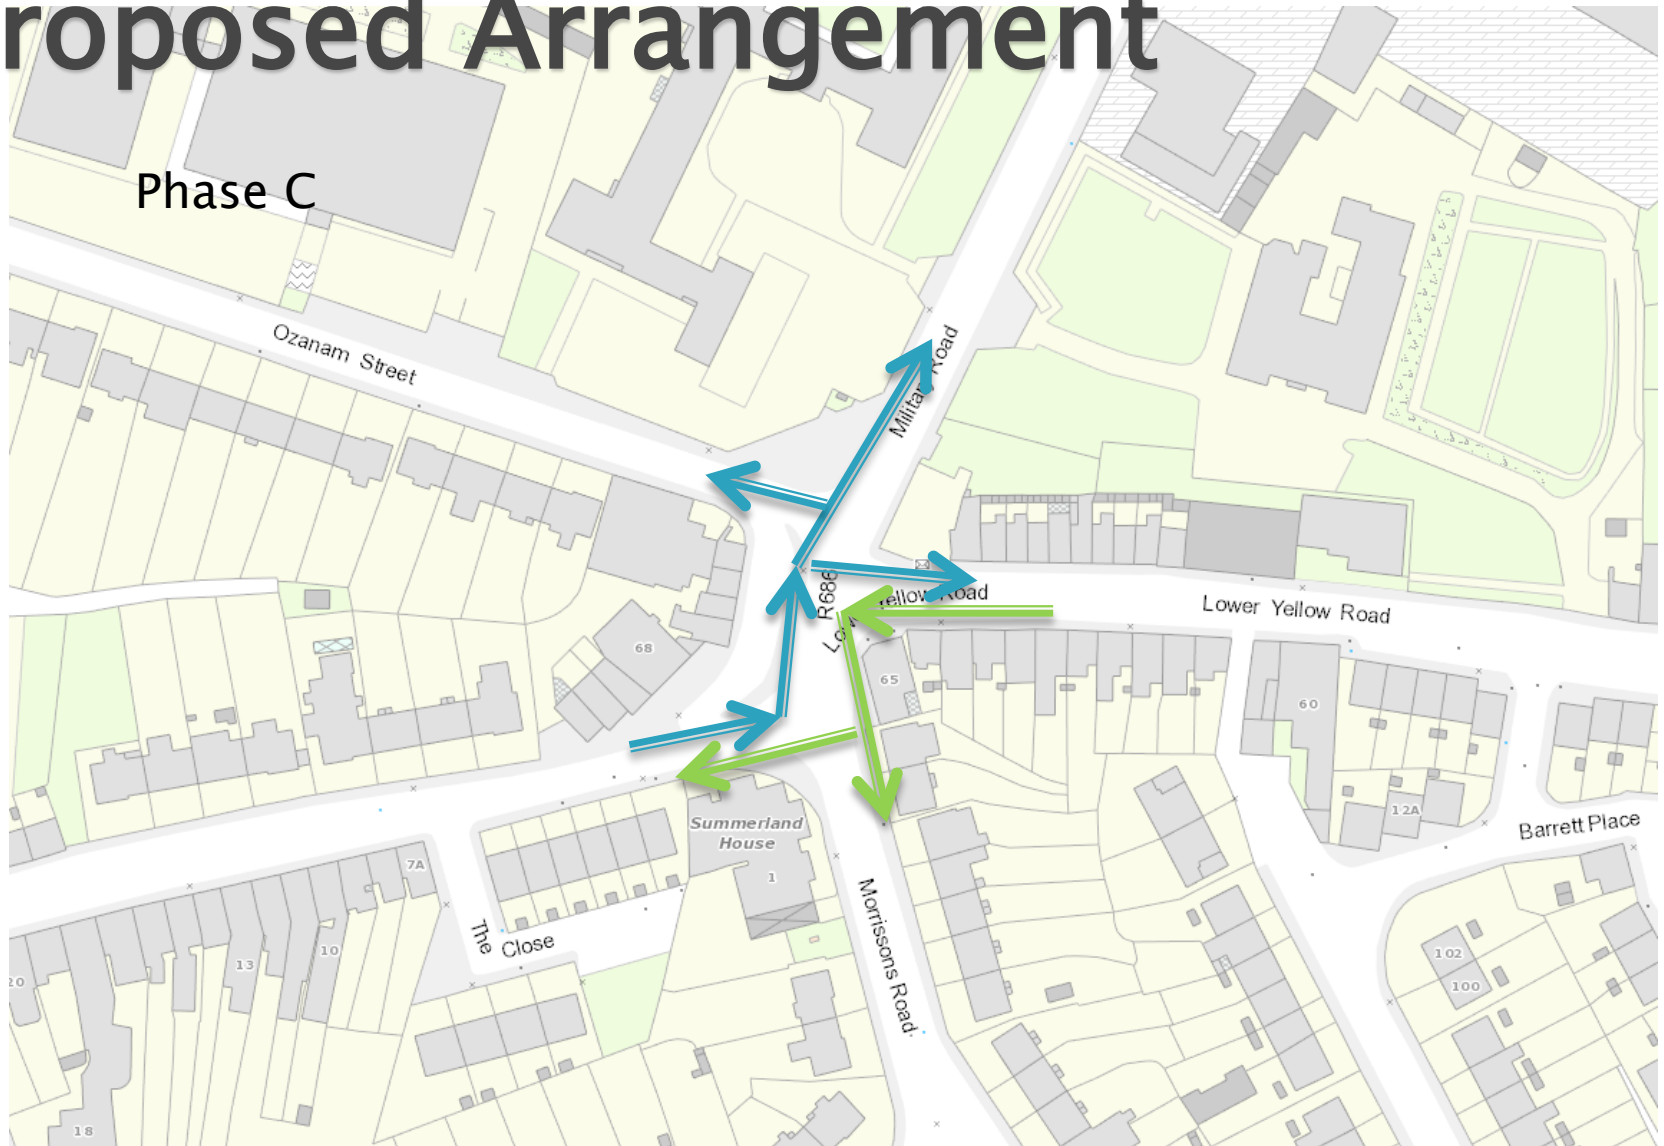 roposed Arrangement
Phase C
Ozanam Street
Military Road
R686
Yellow Road
Lower Yellow Road
68
65
60
12A
Barrett Place
Summerland
House
1
7A
The Close
Morrissons Road
10
13
20
102
100
18